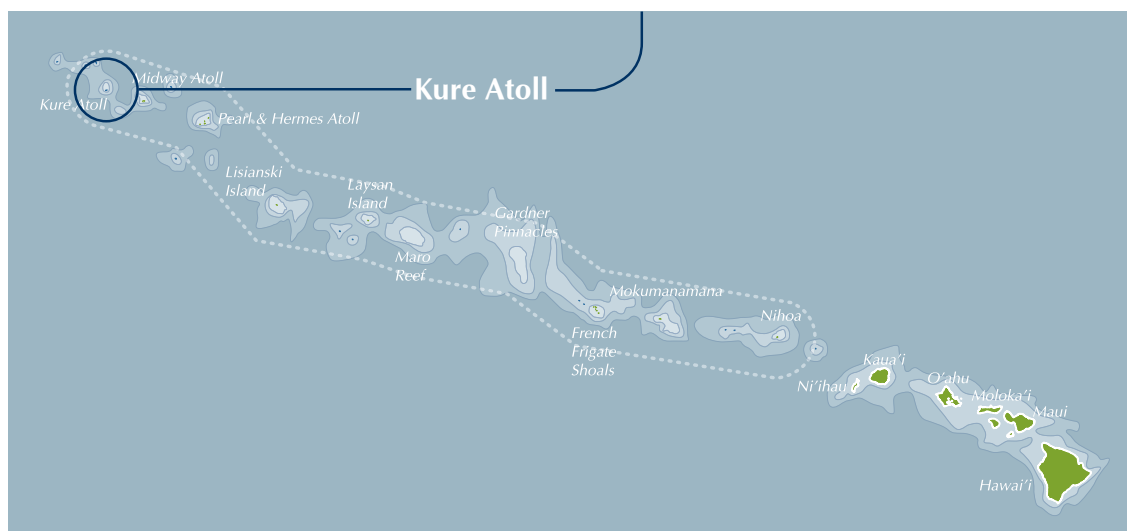 Midway Atoll
Kure Atoll
Kure Atoll
Pearl & Hermes Atoll
Lisianski
Island
Laysan
Island
Gardner
Pinnacles
Maro
Reef
Mokumanamana
Nihoa
French
Frigate
Shoals
Kaua'i
Ni'ihau
O'ahu
Moloka'i
Maui
Hawai'i